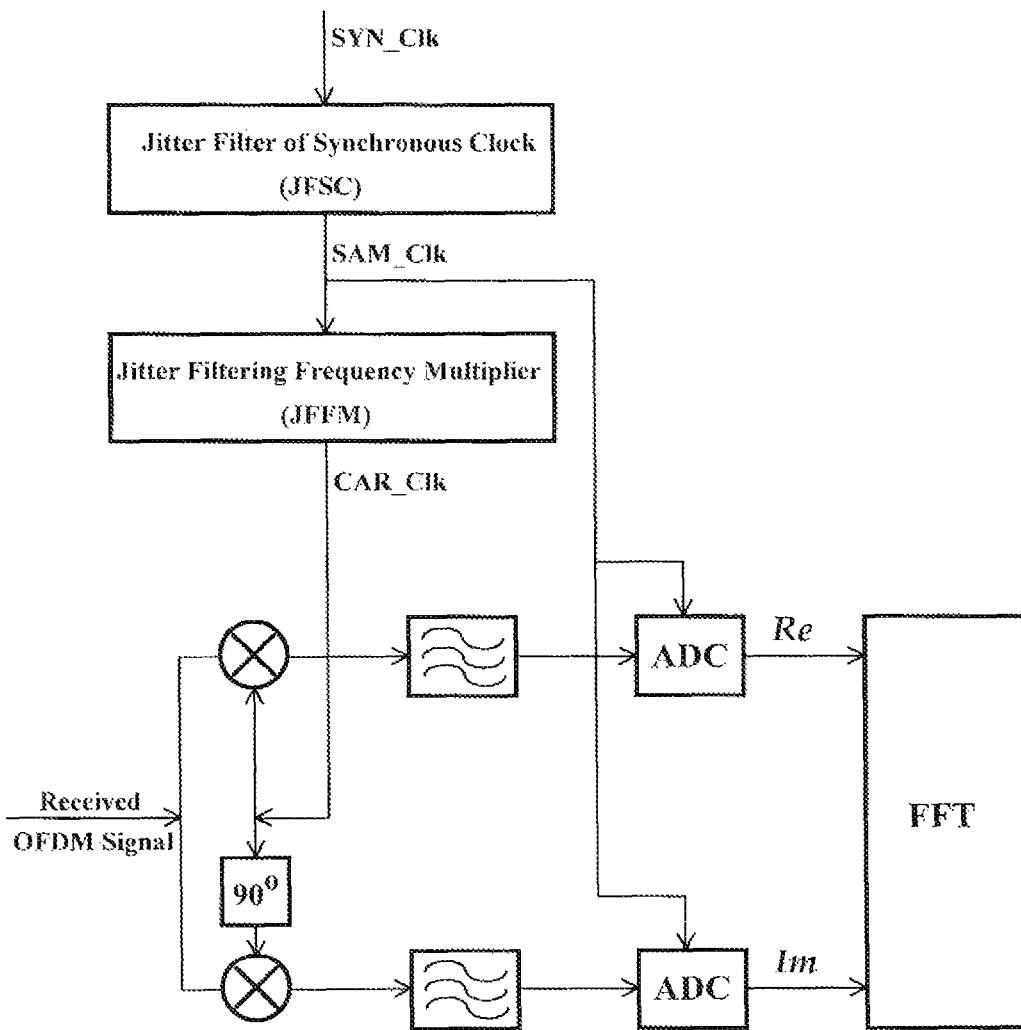 SYN_Clk
Jitter Filter of Synchronous Clock
(JFSC)
SAM_Clk
Jitter Filtering Frequency Multiplier
(JFFM)
CAR_Clk
ADC
Re
Received
OFDM Signal
FFT
90°
ADC
Im